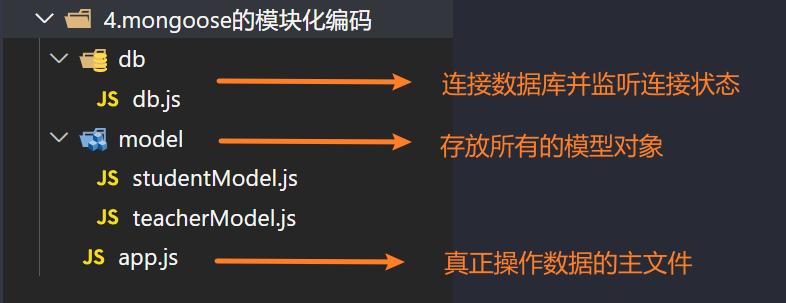 4.mongoose的模块化编码
db
连接数据库并监听连接状态
JS db.js
model
存放所有的模型对象
JS studentModel.js
JS teacherModel.js
JS app.js
真正操作数据的主文件